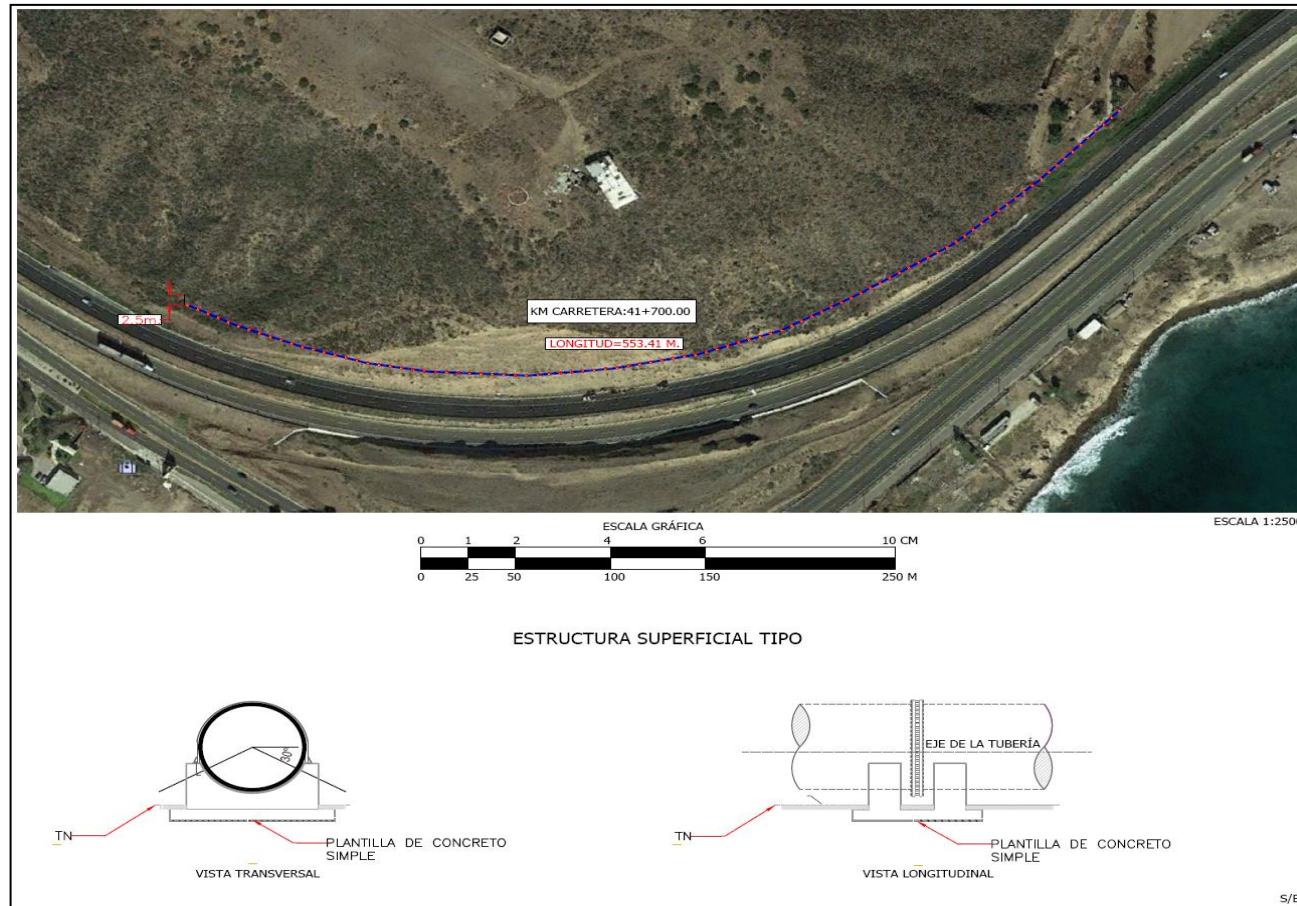 2.5m
KM CARRETERA:41+700.00
LONGITUD=553.41 M.
ESCALA GRÁFICA
ESCALA 1:2500
0 1 2 4 6 10 CM
0 25 50 100 150 250 M
ESTRUCTURA SUPERFICIAL TIPO
30°
EJE DE LA TUBERÍA
TN
PLANTILLA DE CONCRETO
SIMPLE
VISTA TRANSVERSAL
TN
PLANTILLA DE CONCRETO
SIMPLE
VISTA LONGITUDINAL
S/E